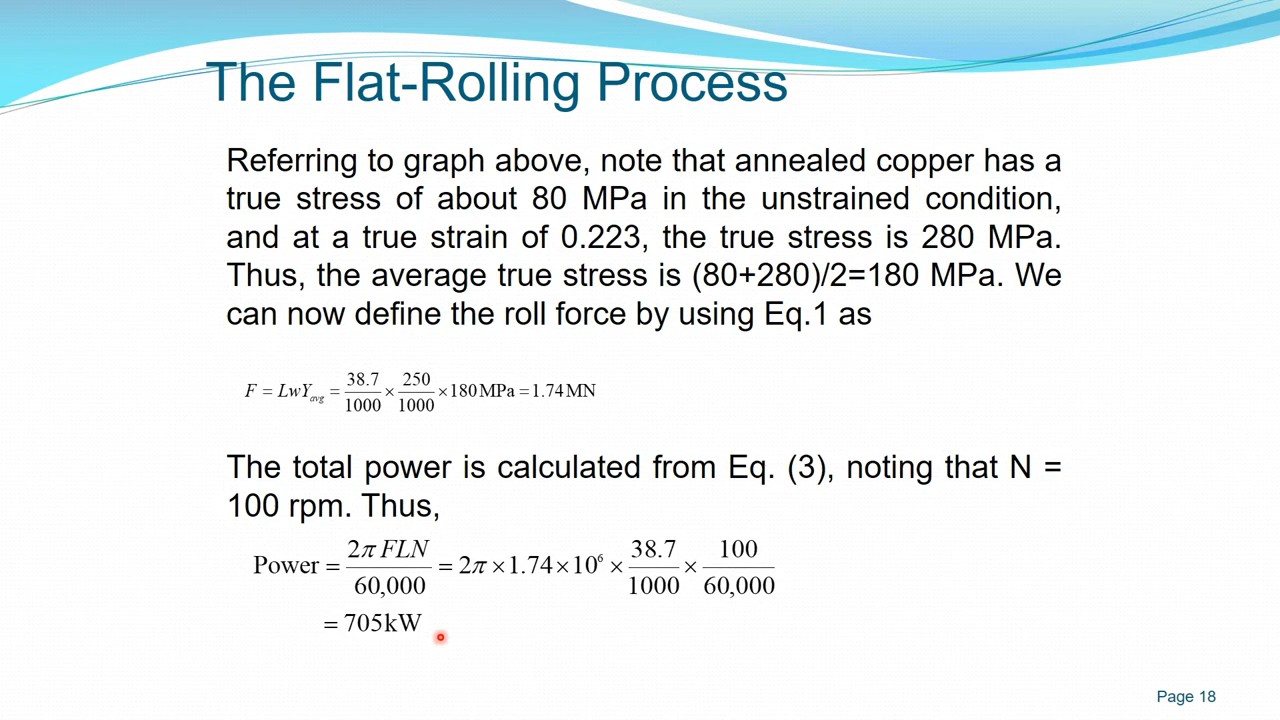 The Flat-Rolling Process
Referring to graph above, note that annealed copper has a
true stress of about 80 MPa in the unstrained condition,
and at a true strain of 0.223, the true stress is 280 MPa.
Thus, the average true stress is (80+280)/2=180 MPa. We
can now define the roll force by using Eq.1 as
F = LwY_avg = 38.7/1000 × 250/1000 × 180 MPa = 1.74 MN
The total power is calculated from Eq. (3), noting that N =
100 rpm. Thus,
Power = 2π FLN/60,000 = 2π × 1.74 × 10⁶ × 38.7/1000 × 100/60,000
= 705 kW
Page 18